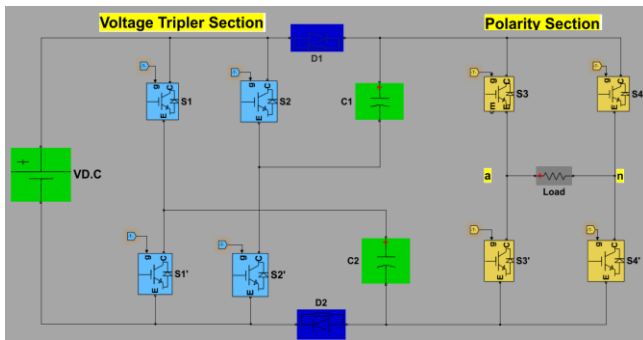 Voltage Tripler Section
Polarity Section
D1
g
C
S1
E
g
C
S2
E
C1
g
C
S3
m
E
g
C
S4
E
VD.C
a
n
Load
g
C
S1'
E
g
C
S2'
E
C2
g
C
S3'
E
g
C
S4'
E
D2